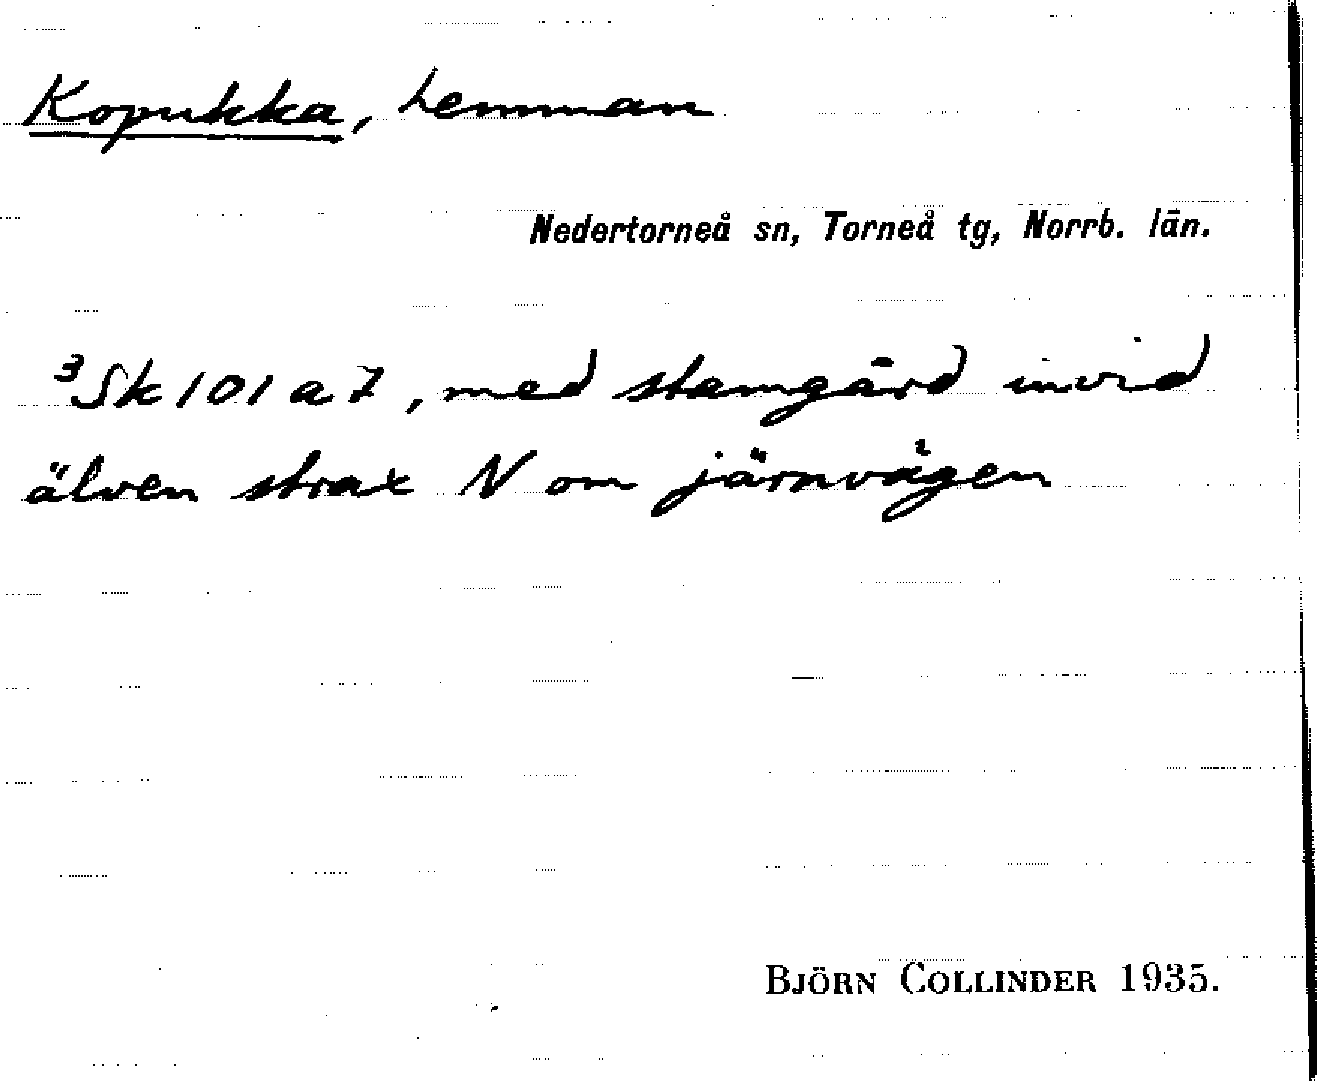 Kopukka, hemman
Nedertorneå sn, Torneå tg, Norrb. län.
³Sk 101 a 7, med stamgård invid
älven strax N om järnvägen
BJÖRN COLLINDER 1935.